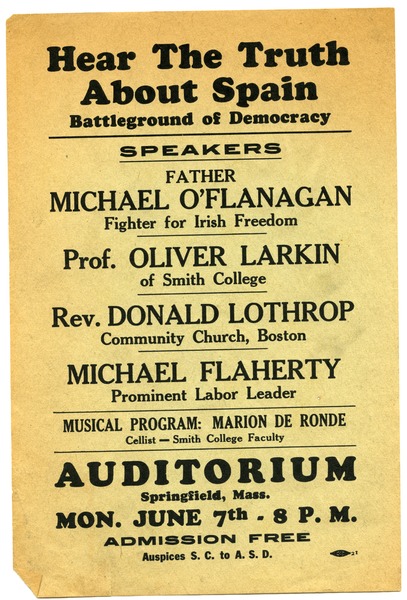 Hear The Truth
About Spain
Battleground of Democracy
SPEAKERS
FATHER
MICHAEL O'FLANAGAN
Fighter for Irish Freedom
Prof. OLIVER LARKIN
of Smith College
Rev. DONALD LOTHROP
Community Church, Boston
MICHAEL FLAHERTY
Prominent Labor Leader
MUSICAL PROGRAM: MARION DE RONDE
Cellist — Smith College Faculty
AUDITORIUM
Springfield, Mass.
MON. JUNE 7th - 8 P. M.
ADMISSION FREE
Auspices S. C. to A. S. D.
21